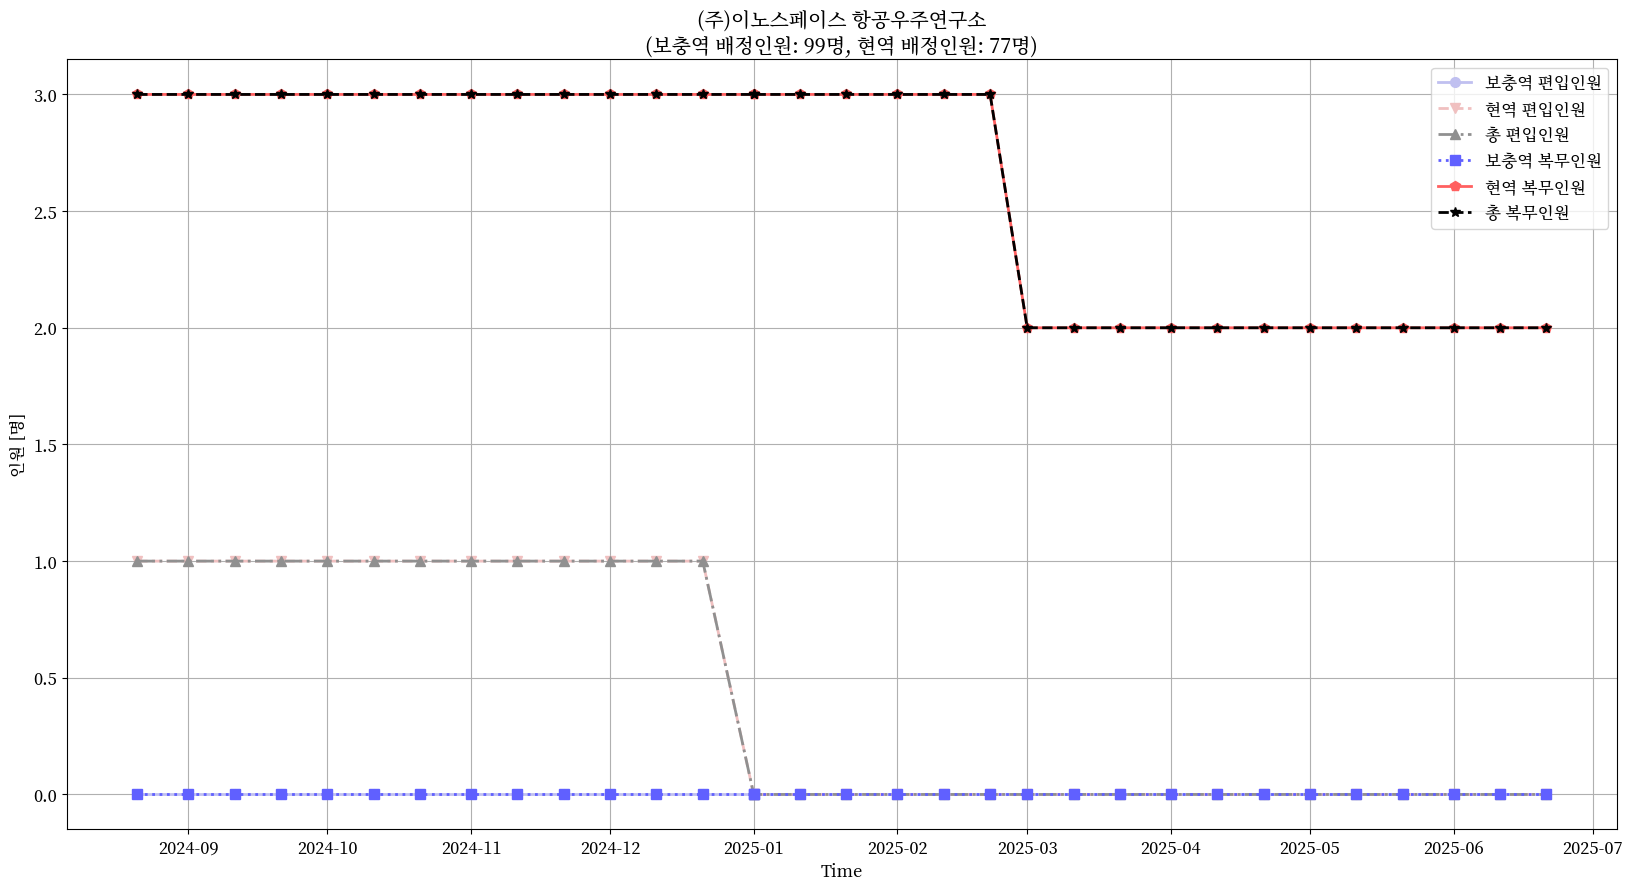 (주)이노스페이스 항공우주연구소
(보충역 배정인원: 99명, 현역 배정인원: 77명)
보충역 편입인원
현역 편입인원
총 편입인원
보충역 복무인원
현역 복무인원
총 복무인원
인원 [명]
3.0
2.5
2.0
1.5
1.0
0.5
0.0
2024-09 2024-10 2024-11 2024-12 2025-01 2025-02 2025-03 2025-04 2025-05 2025-06 2025-07
Time